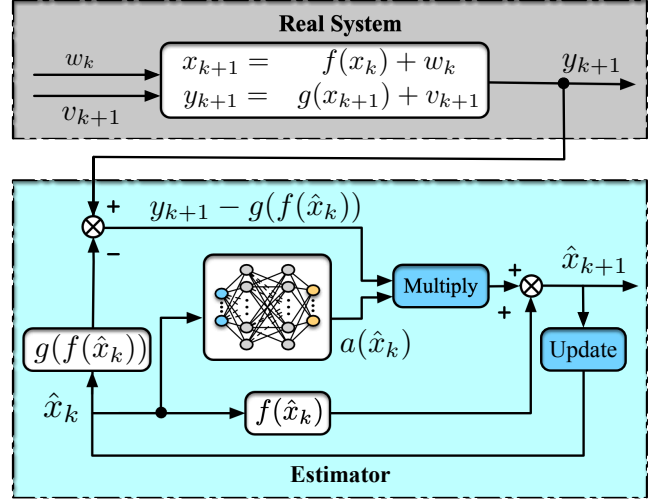 Real System
w_k
v_{k+1}
x_{k+1} = f(x_k) + w_k
y_{k+1} = g(x_{k+1}) + v_{k+1}
y_{k+1}
+
−
y_{k+1} − g(f(x̂_k))
Multiply
+
+
x̂_{k+1}
a(x̂_k)
g(f(x̂_k))
Update
x̂_k
f(x̂_k)
Estimator